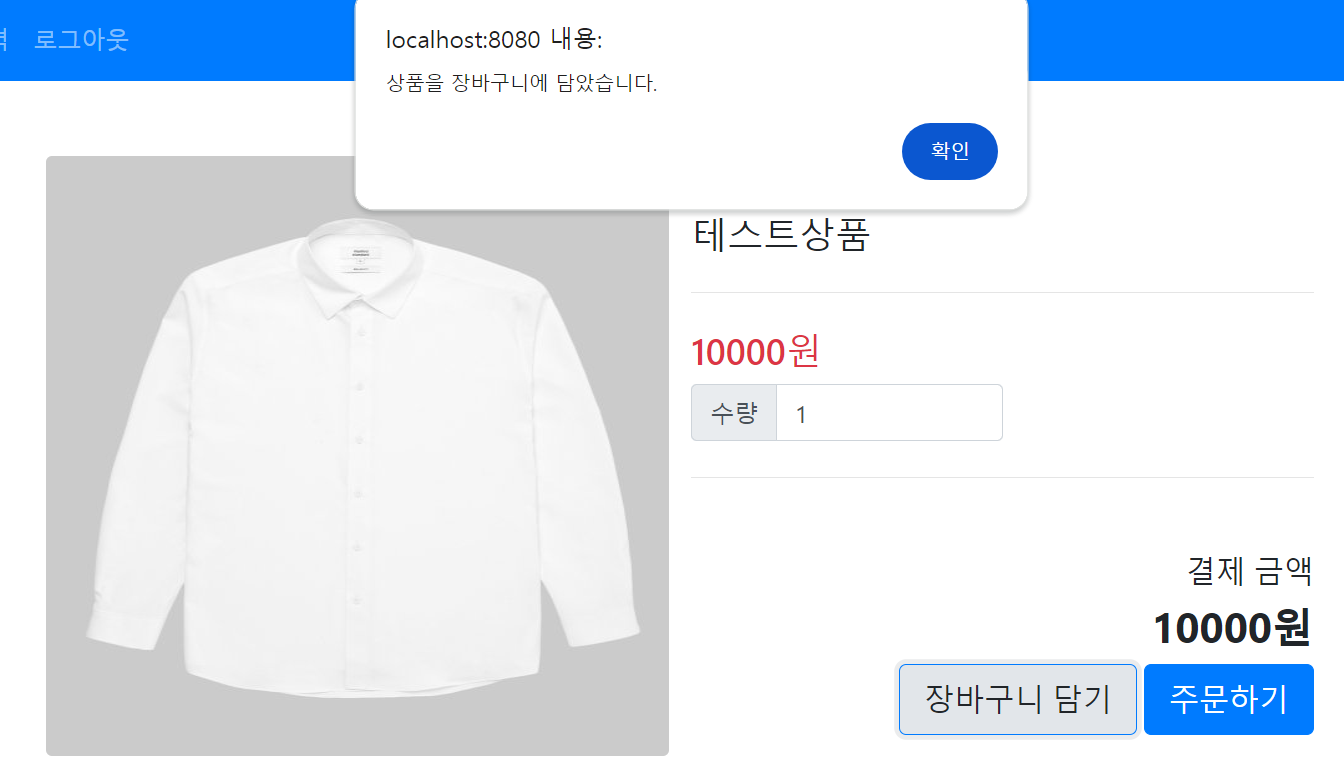 로그아웃
localhost:8080 내용:
상품을 장바구니에 담았습니다.
확인
테스트상품
10000원
수량 1
결제 금액
10000원
장바구니 담기 주문하기